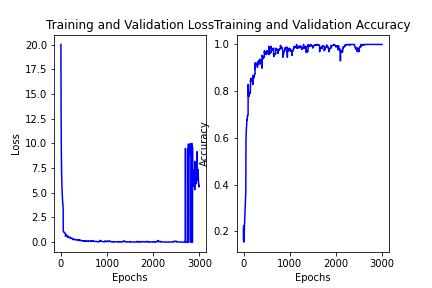 Training and Validation Loss
20.0
17.5
15.0
12.5
10.0
7.5
5.0
2.5
0.0
Loss
0 1000 2000 3000
Epochs
Training and Validation Accuracy
1.0
0.8
0.6
0.4
0.2
Accuracy
0 1000 2000 3000
Epochs